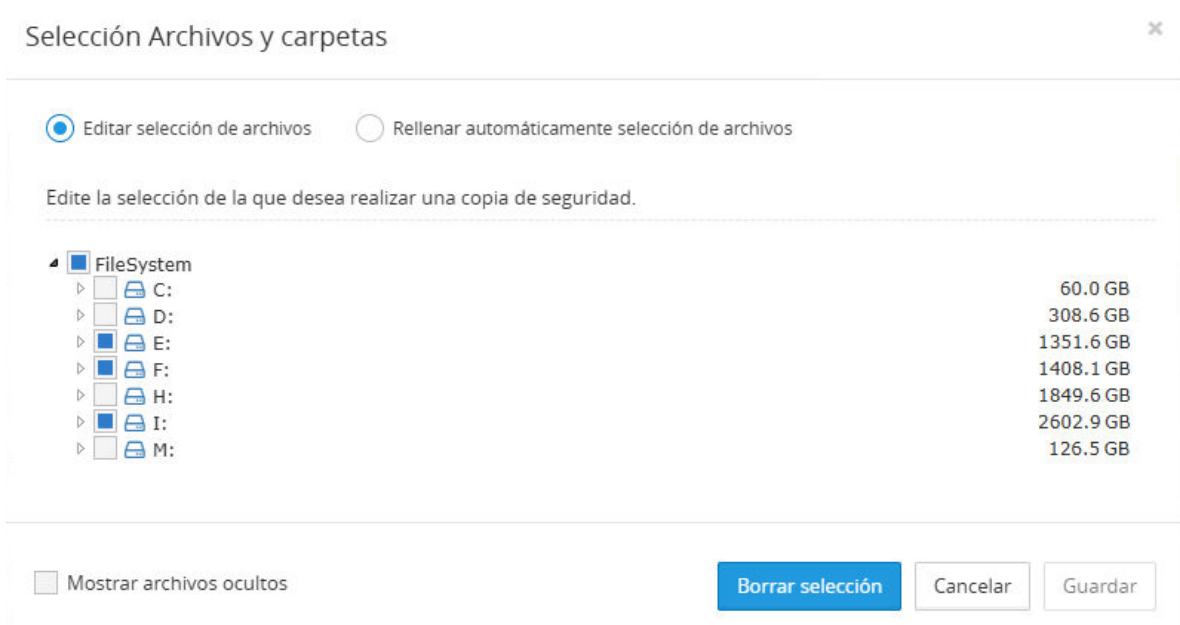 Selección Archivos y carpetas
Editar selección de archivos Rellenar automáticamente selección de archivos
Edite la selección de la que desea realizar una copia de seguridad.
FileSystem
C: 60.0 GB
D: 308.6 GB
E: 1351.6 GB
F: 1408.1 GB
H: 1849.6 GB
I: 2602.9 GB
M: 126.5 GB
Mostrar archivos ocultos Borrar selección Cancelar Guardar